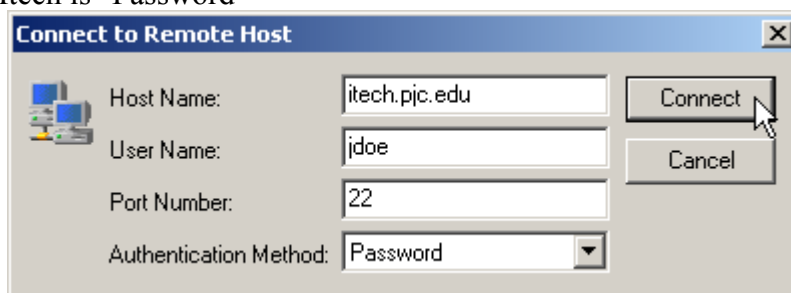 itech is "Password"
Connect to Remote Host
Host Name: itech.pjc.edu Connect
User Name: jdoe Cancel
Port Number: 22
Authentication Method: Password